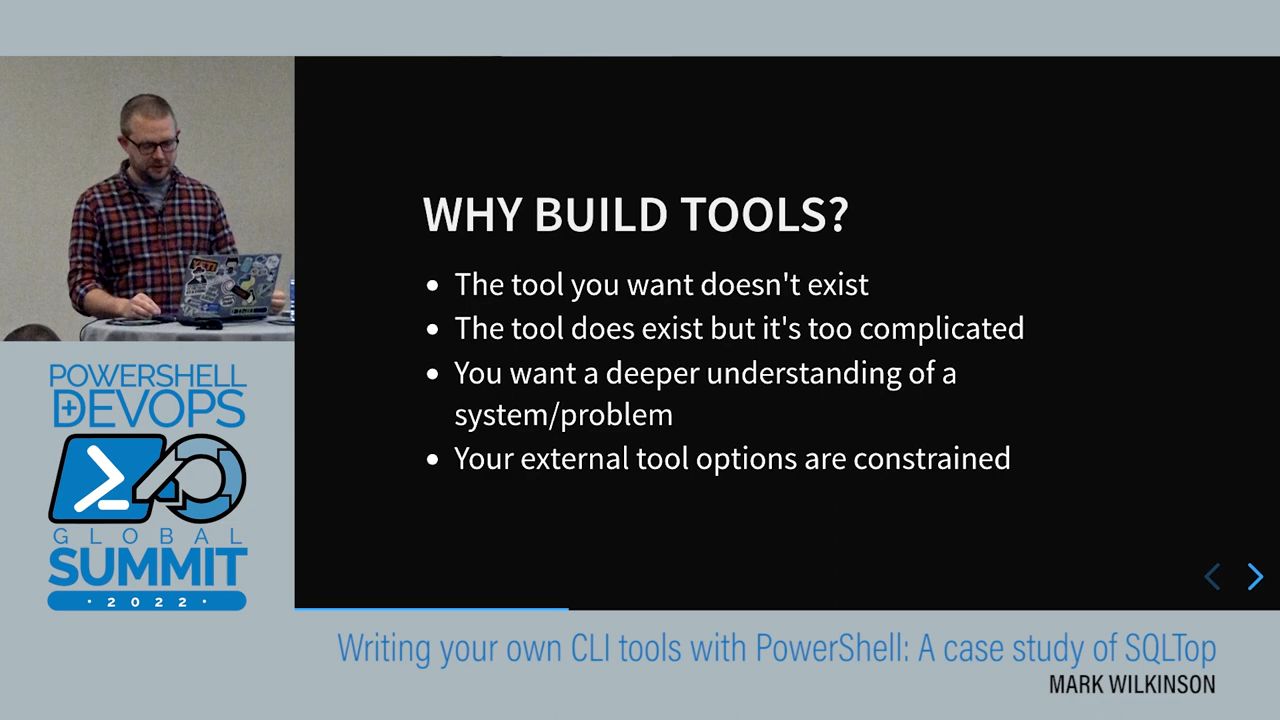 WHY BUILD TOOLS?
• The tool you want doesn't exist
• The tool does exist but it's too complicated
• You want a deeper understanding of a
system/problem
• Your external tool options are constrained
YETI
POWERSHELL
+DEVOPS
GLOBAL
SUMMIT
· 2022 ·
Writing your own CLI tools with PowerShell: A case study of SQLTop
MARK WILKINSON